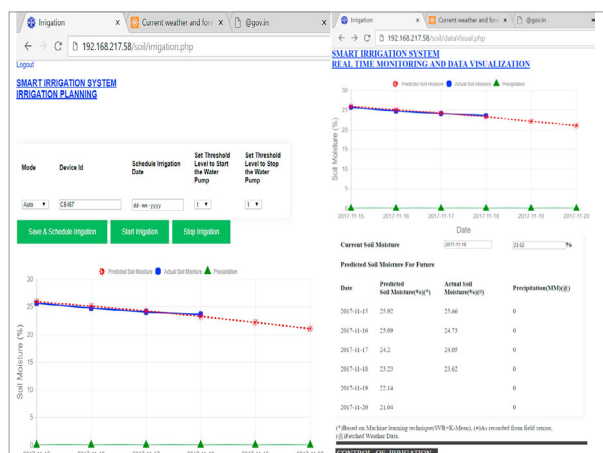 Irrigation
Current weather and fore
@gov.in
192.168.217.58/soil/irrigation.php
Logout
SMART IRRIGATION SYSTEM
IRRIGATION PLANNING
Mode
Device Id
Schedule Irrigation Date
Set Threshold Level to Start the Water Pump
Set Threshold Level to Stop the Water Pump
Auto
CB467
dd-mm-yyyy
1
1
Save & Schedule Irrigation
Start Irrigation
Stop Irrigation
Predicted Soil Moisture
Actual Soil Moisture
Precipitation
Soil Moisture (%)
30
25
20
15
10
5
0
Irrigation
Current weather and fore
@gov.in
192.168.217.58/soil/dataVisual.php
SMART IRRIGATION SYSTEM
REAL TIME MONITORING AND DATA VISUALIZATION
Predicted Soil Moisture
Actual Soil Moisture
Precipitation
Soil Moisture (%)
30
25
20
15
10
5
0
2017-11-15 2017-11-16 2017-11-17 2017-11-18 2017-11-19 2017-11-20
Date
Current Soil Moisture 2017-11-18 23.62 %
Predicted Soil Moisture For Future
Date
Predicted Soil Moisture(%)(*)
Actual Soil Moisture(%)(#)
Precipitation(MM)(@)
2017-11-15 25.92 25.66 0
2017-11-16 25.09 24.73 0
2017-11-17 24.2 24.05 0
2017-11-18 23.23 23.62 0
2017-11-19 22.14 0
2017-11-20 21.04 0
(*)Based on Machine learning technique(SVR+K-Mean), (#)As recorded from field sensor,
(@)Fetched Weather Data.
CONTROL OF IRRIGATION